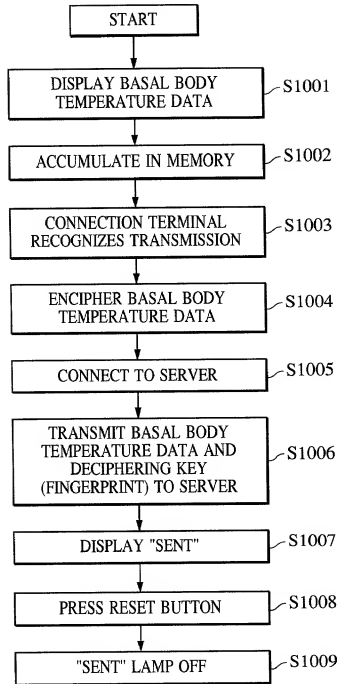 START
DISPLAY BASAL BODY
TEMPERATURE DATA
S1001
ACCUMULATE IN MEMORY
S1002
CONNECTION TERMINAL
RECOGNIZES TRANSMISSION
S1003
ENCIPHER BASAL BODY
TEMPERATURE DATA
S1004
CONNECT TO SERVER
S1005
TRANSMIT BASAL BODY
TEMPERATURE DATA AND
DECIPHERING KEY
(FINGERPRINT) TO SERVER
S1006
DISPLAY "SENT"
S1007
PRESS RESET BUTTON
S1008
"SENT" LAMP OFF
S1009